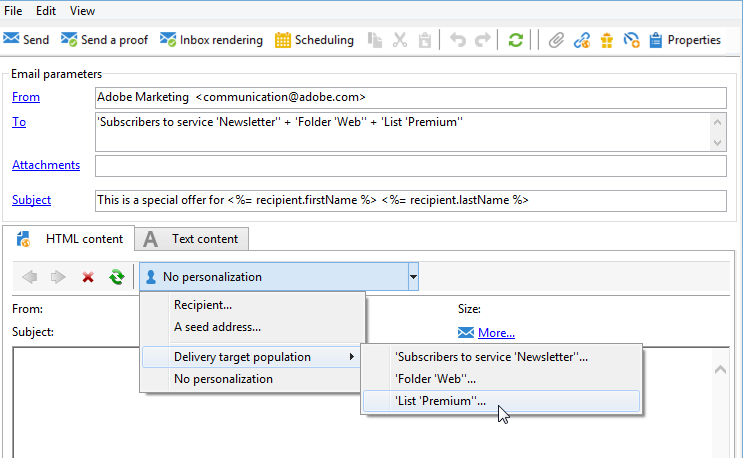 File Edit View
Send Send a proof Inbox rendering Scheduling Properties
Email parameters
From Adobe Marketing <communication@adobe.com>
To 'Subscribers to service 'Newsletter'' + 'Folder 'Web'' + 'List 'Premium''
Attachments
Subject This is a special offer for <%= recipient.firstName %> <%= recipient.lastName %>
HTML content A Text content
No personalization
Recipient...
From: Size:
A seed address...
Subject: More...
Delivery target population 'Subscribers to service 'Newsletter''...
No personalization 'Folder 'Web''...
'List 'Premium''...